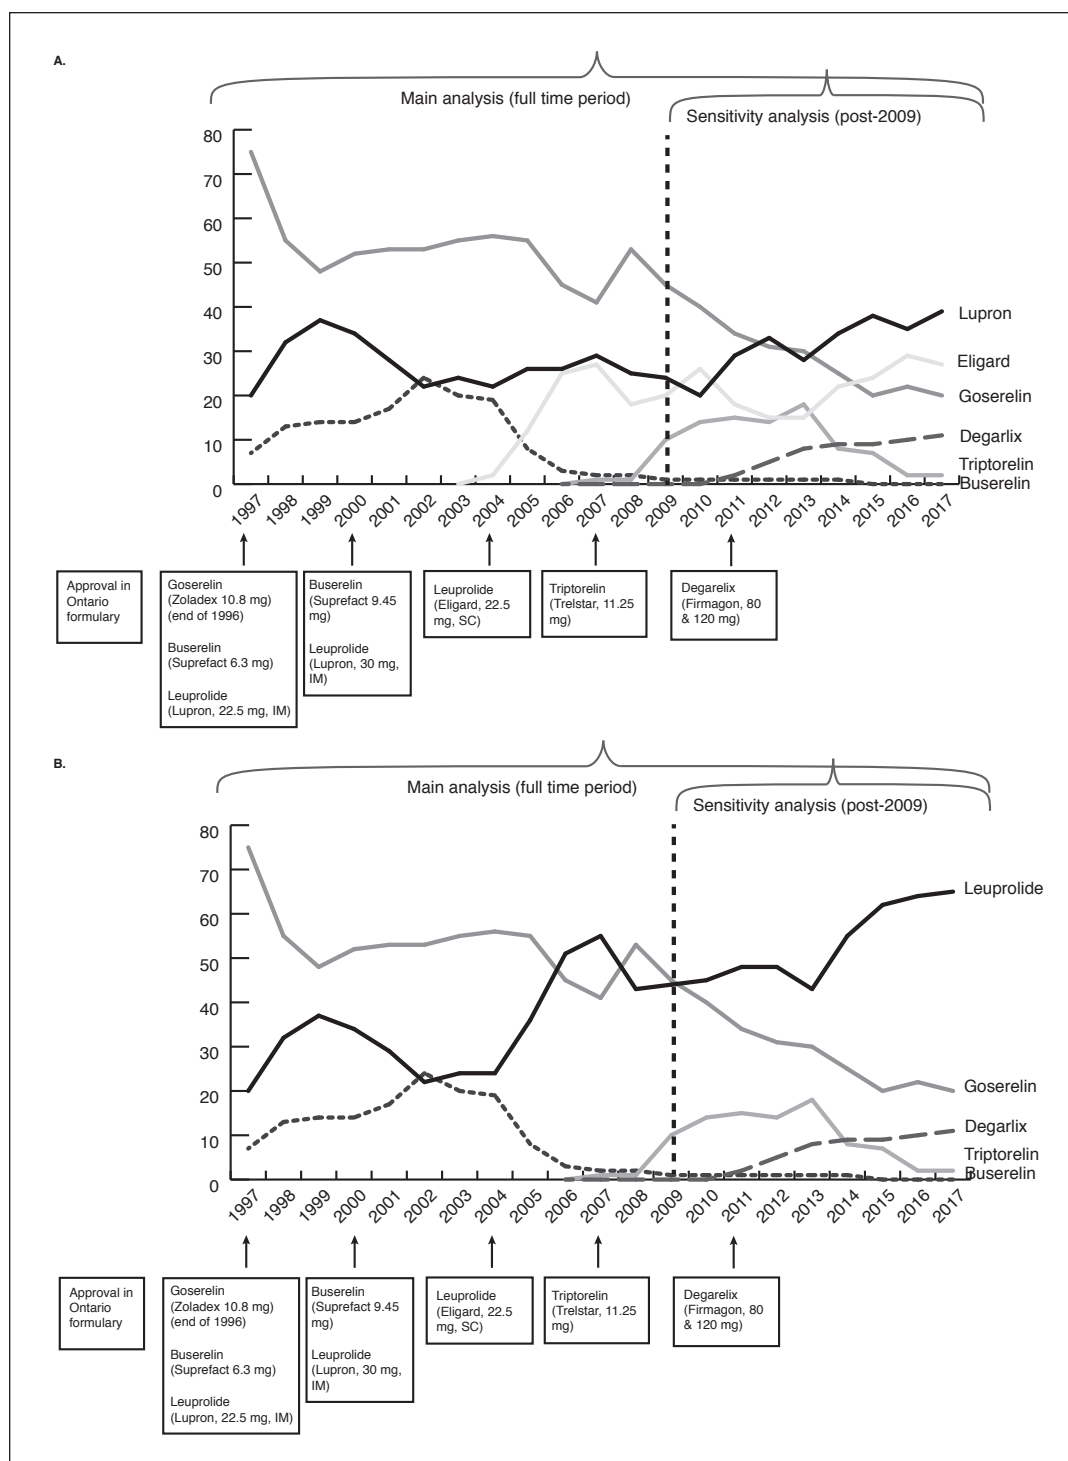 A.
Main analysis (full time period)
Sensitivity analysis (post-2009)
80
70
60
50
40
30
20
10
0
Lupron
Eligard
Goserelin
Degarlix
Triptorelin
Buserelin
1997
1998
1999
2000
2001
2002
2003
2004
2005
2006
2007
2008
2009
2010
2011
2012
2013
2014
2015
2016
2017
Approval in
Ontario
formulary
Goserelin
(Zoladex 10.8 mg)
(end of 1996)
Buserelin
(Suprefact 6.3 mg)
Leuprolide
(Lupron, 22.5 mg, IM)
Buserelin
(Suprefact 9.45
mg)
Leuprolide
(Lupron, 30 mg,
IM)
Leuprolide
(Eligard, 22.5
mg, SC)
Triptorelin
(Trelstar, 11.25
mg)
Degarelix
(Firmagon, 80
& 120 mg)
B.
Main analysis (full time period)
Sensitivity analysis (post-2009)
80
70
60
50
40
30
20
10
0
Leuprolide
Goserelin
Degarlix
Triptorelin
Buserelin
1997
1998
1999
2000
2001
2002
2003
2004
2005
2006
2007
2008
2009
2010
2011
2012
2013
2014
2015
2016
2017
Approval in
Ontario
formulary
Goserelin
(Zoladex 10.8 mg)
(end of 1996)
Buserelin
(Suprefact 6.3 mg)
Leuprolide
(Lupron, 22.5 mg, IM)
Buserelin
(Suprefact 9.45
mg)
Leuprolide
(Lupron, 30 mg,
IM)
Leuprolide
(Eligard, 22.5
mg, SC)
Triptorelin
(Trelstar, 11.25
mg)
Degarelix
(Firmagon, 80
& 120 mg)